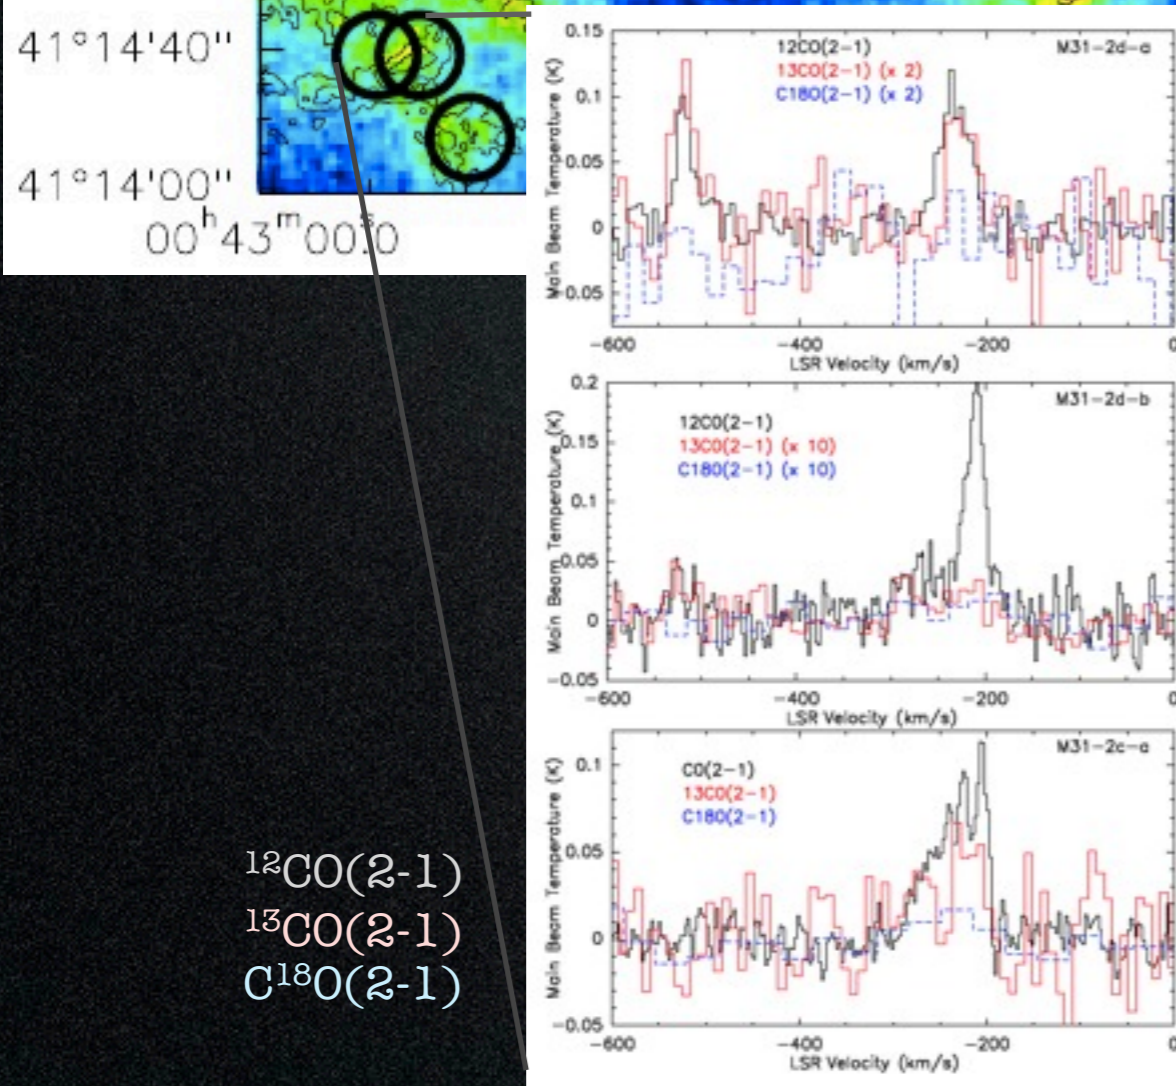 41°14'40"
41°14'00"
00ʰ43ᵐ00ˢ.0
¹²CO(2-1)
¹³CO(2-1)
C¹⁸O(2-1)
0.15
0.1
0.05
0
-0.05
Main Beam Temperature (K)
12CO(2-1)
13CO(2-1) (x 2)
C18O(2-1) (x 2)
M31-2d-a
-600
-400
-200
0
LSR Velocity (km/s)
0.2
0.15
0.1
0.05
0
-0.05
Main Beam Temperature (K)
12CO(2-1)
13CO(2-1) (x 10)
C18O(2-1) (x 10)
M31-2d-b
-600
-400
-200
0
LSR Velocity (km/s)
0.1
0.05
0
-0.05
Main Beam Temperature (K)
CO(2-1)
13CO(2-1)
C18O(2-1)
M31-2c-a
-600
-400
-200
0
LSR Velocity (km/s)